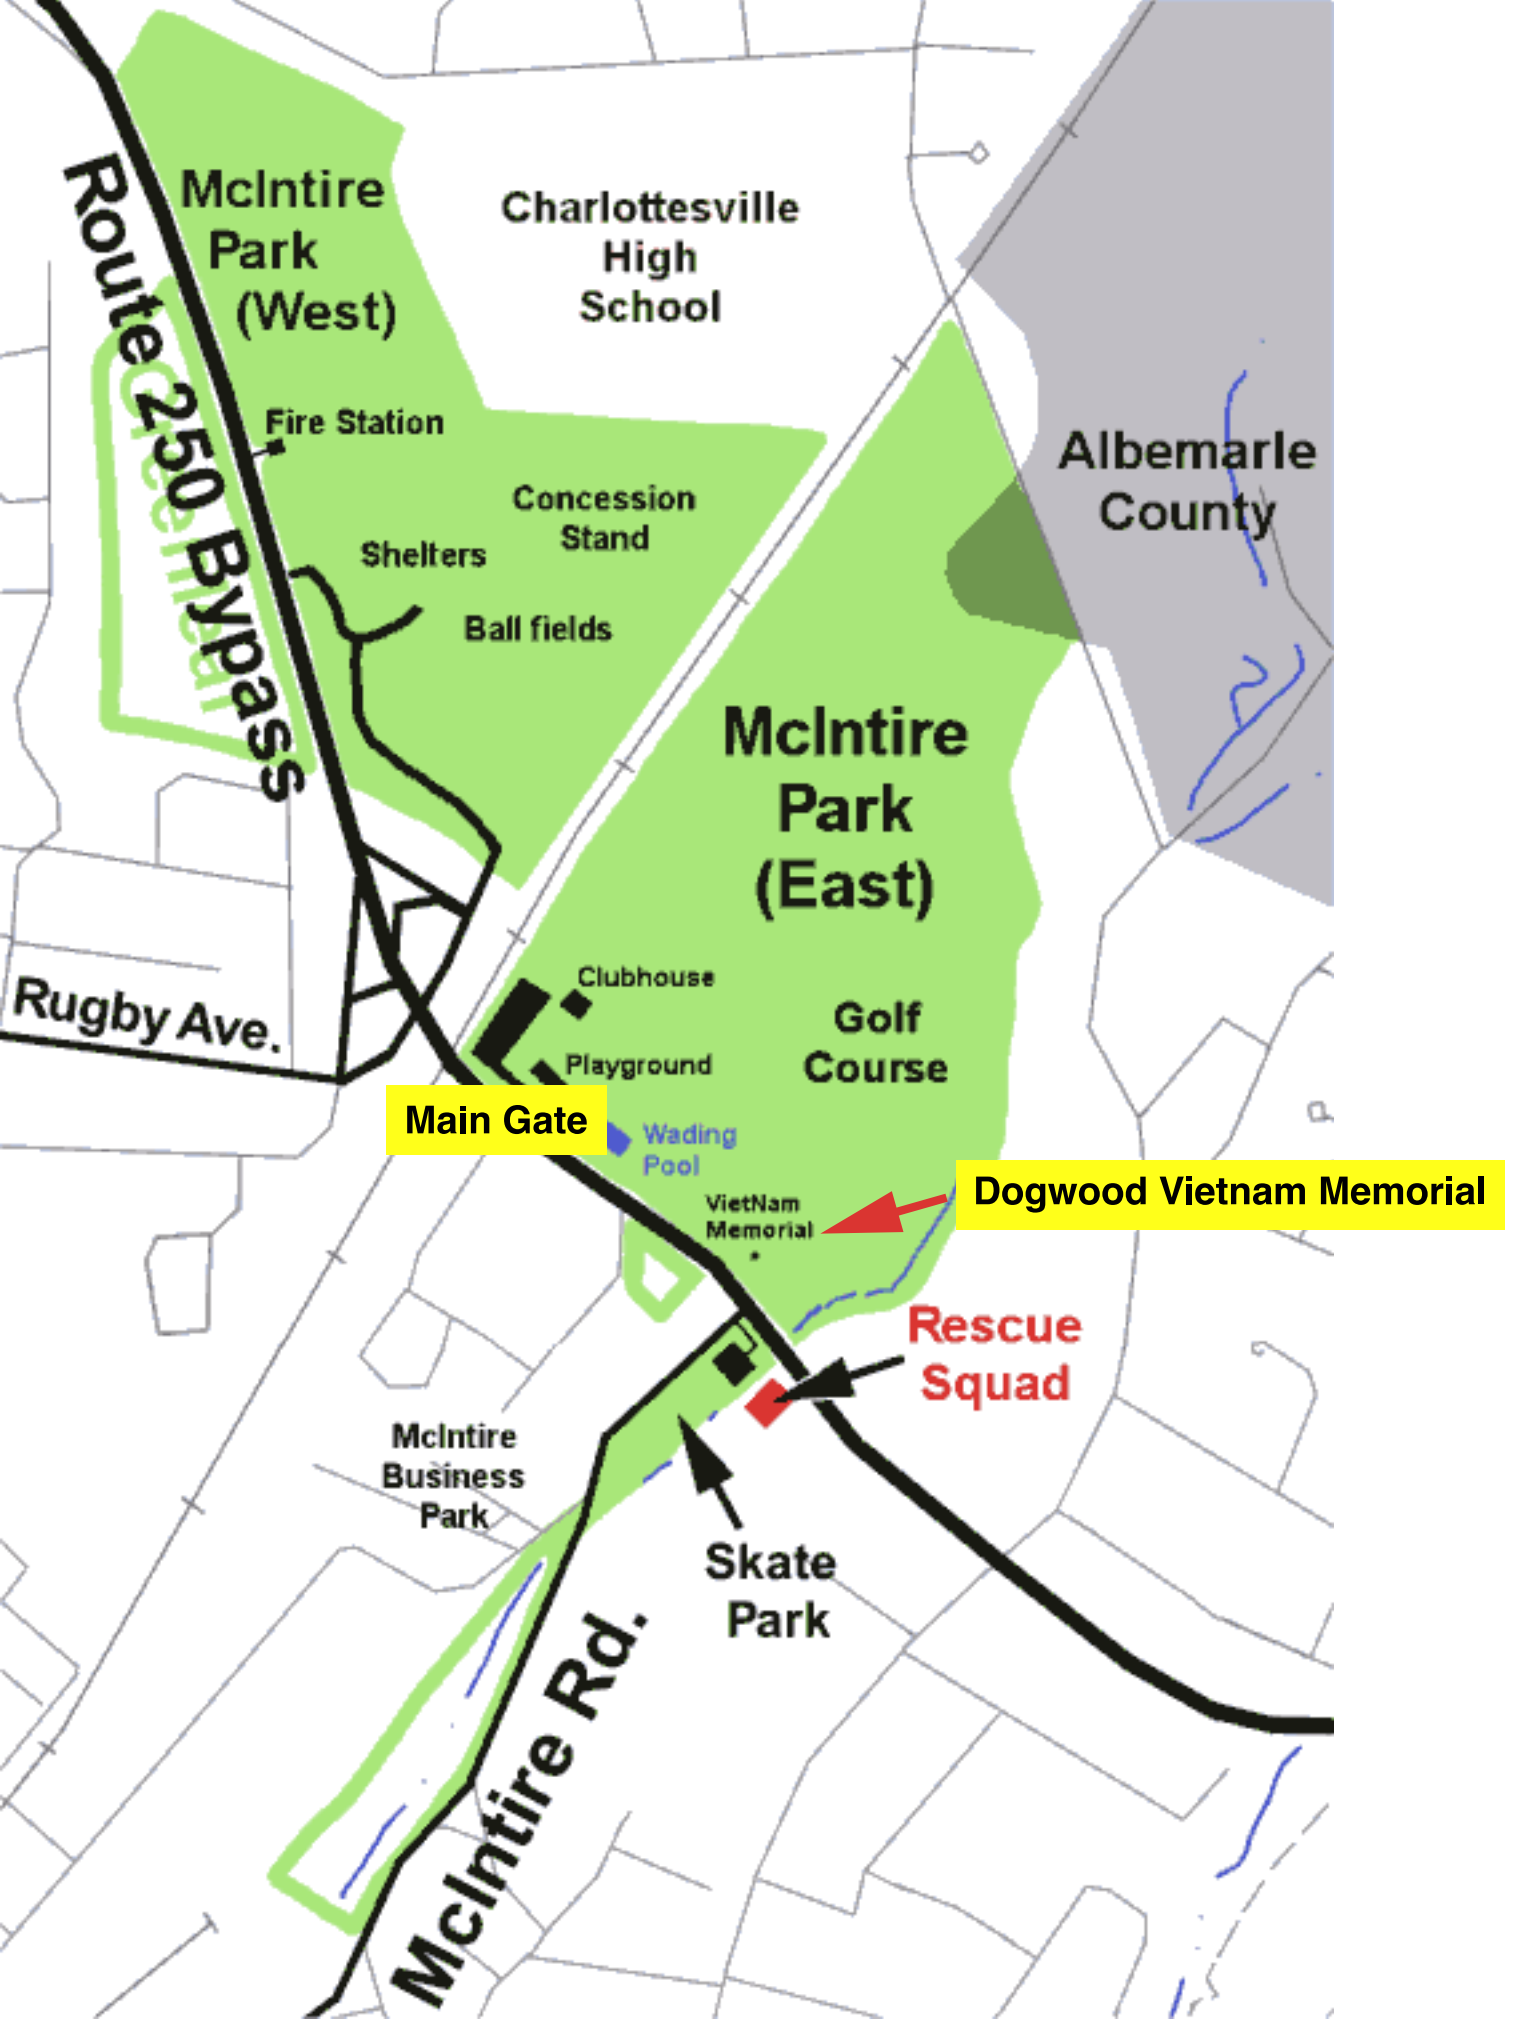 McIntire
Park
(West)
Charlottesville
High
School
Route 250 Bypass
Greenleaf
Fire Station
Concession
Stand
Shelters
Ball fields
Albemarle
County
McIntire
Park
(East)
Clubhouse
Rugby Ave.
Golf
Course
Playground
Main Gate
Wading
Pool
VietNam
Memorial
Dogwood Vietnam Memorial
Rescue
Squad
McIntire
Business
Park
Skate
Park
McIntire Rd.